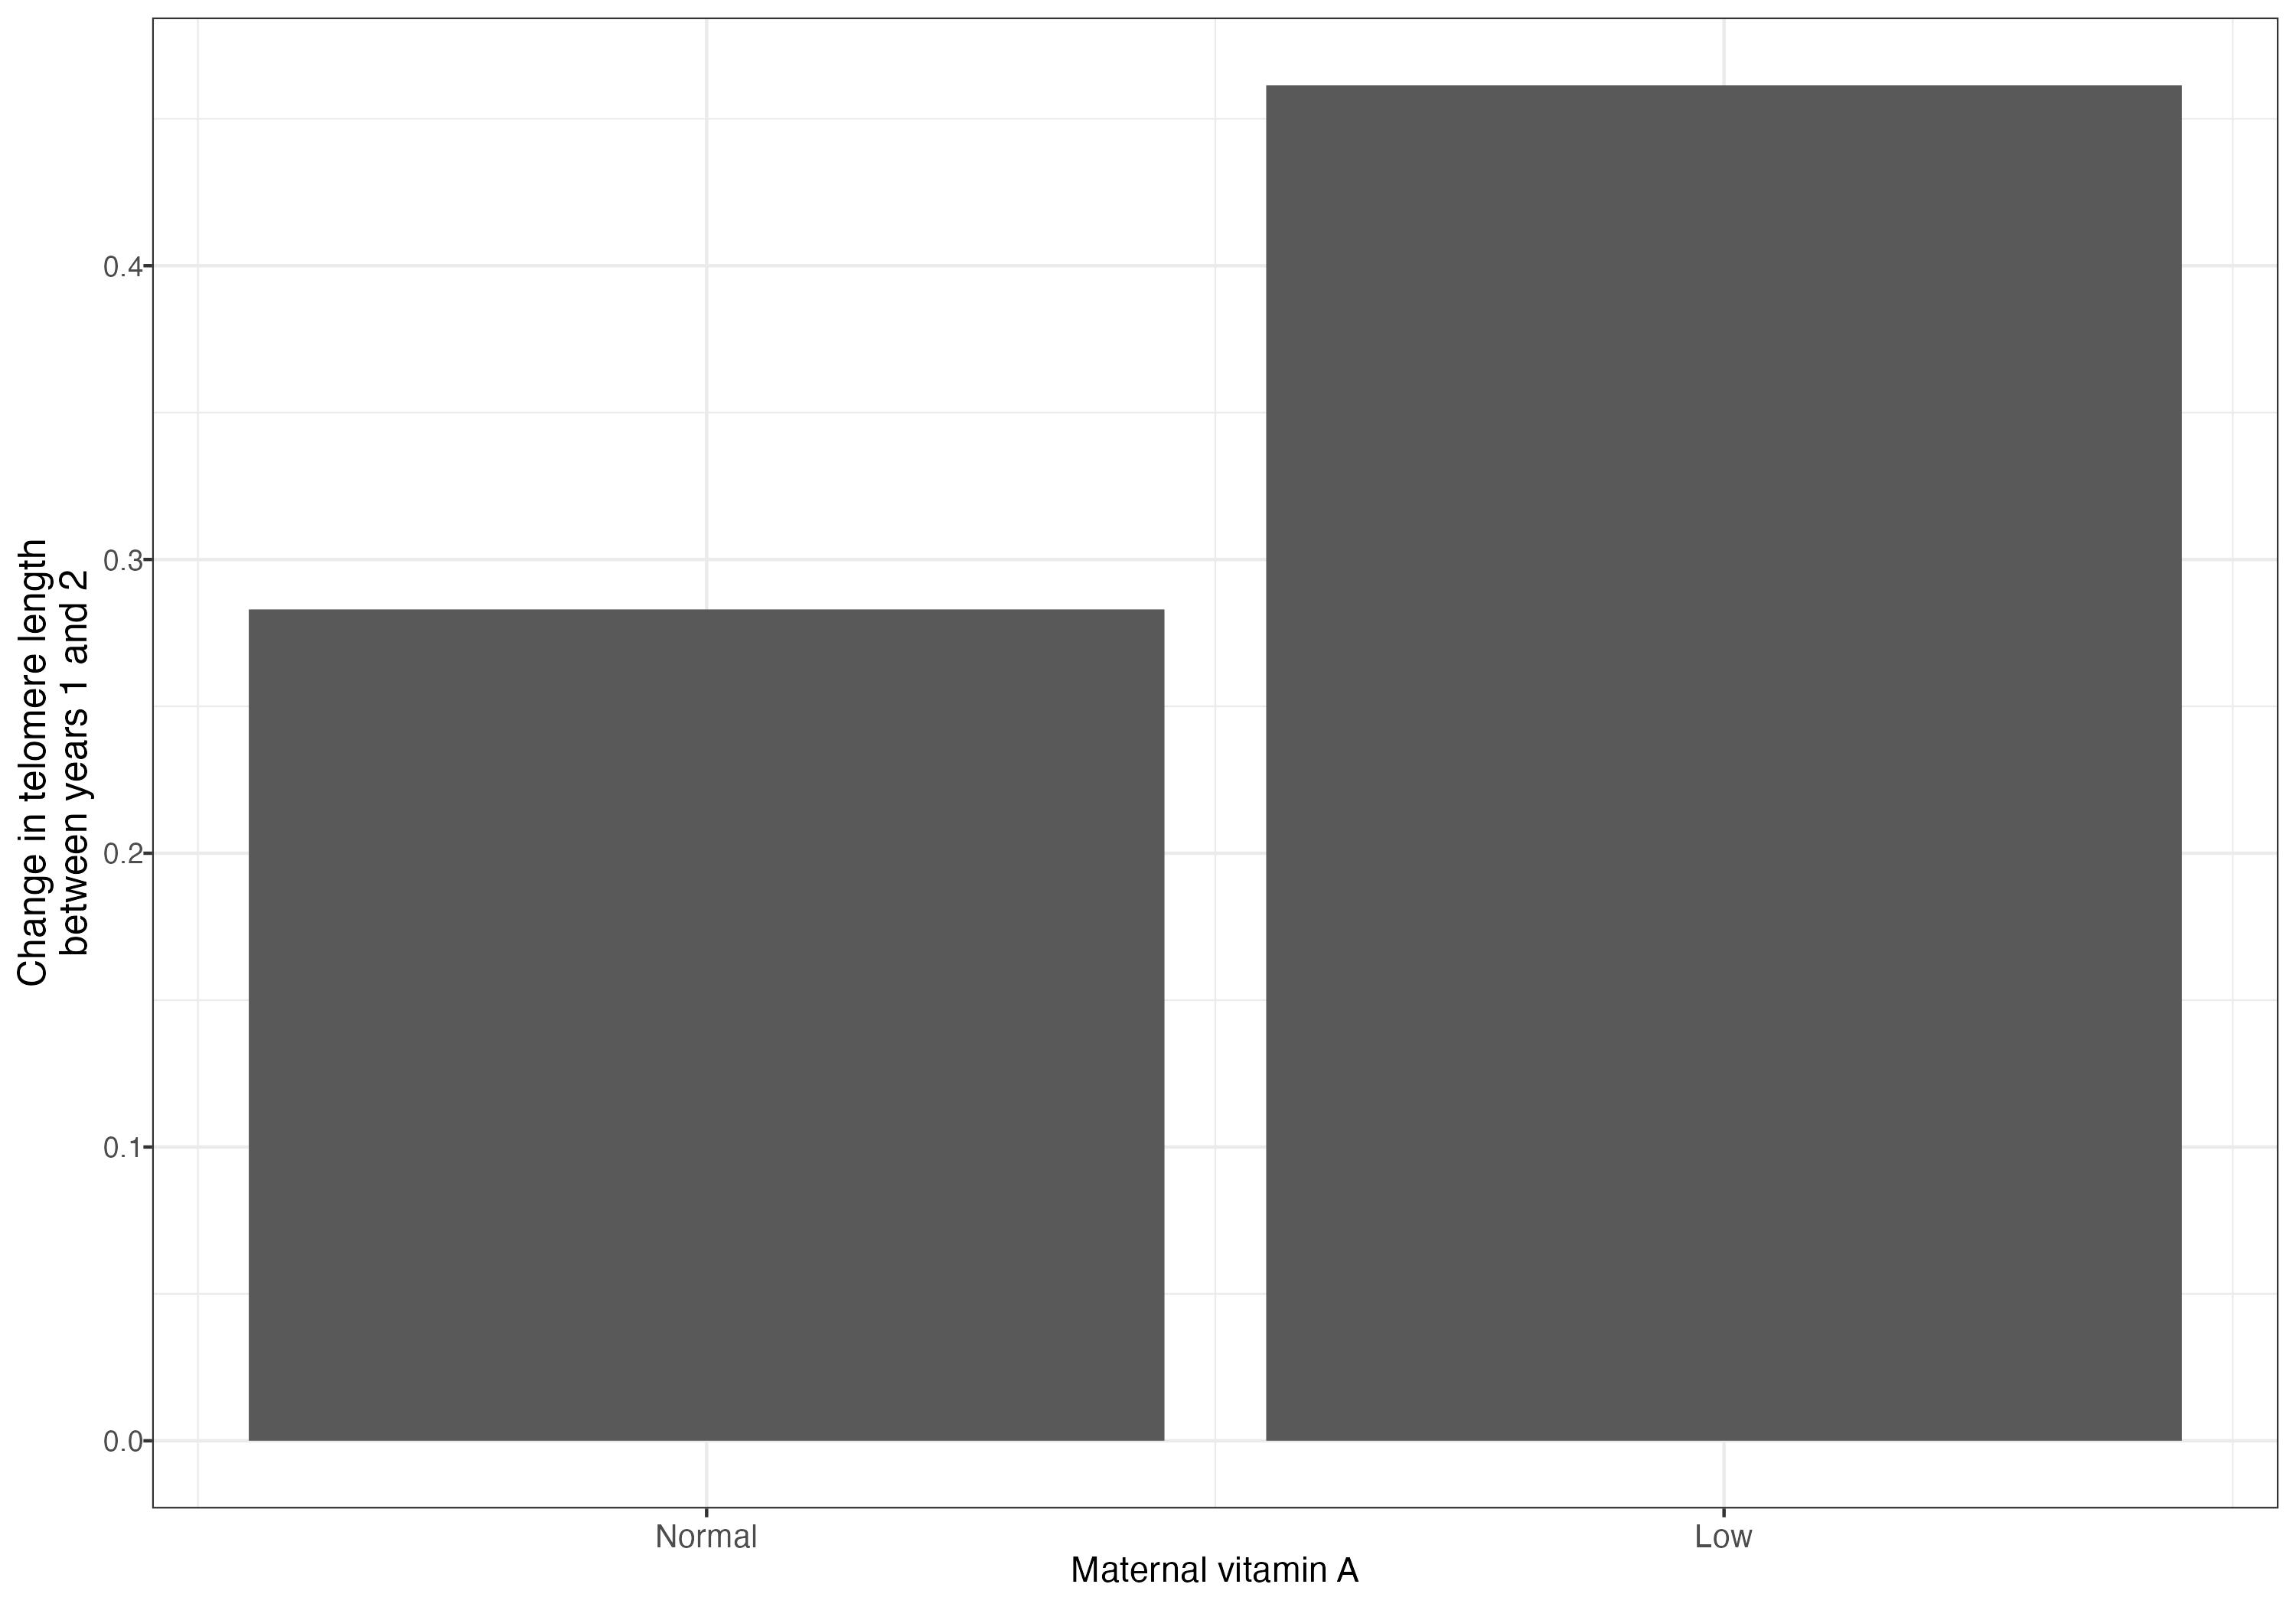 Change in telomere length
between years 1 and 2
0.4
0.3
0.2
0.1
0.0
Normal
Low
Maternal vitamin A